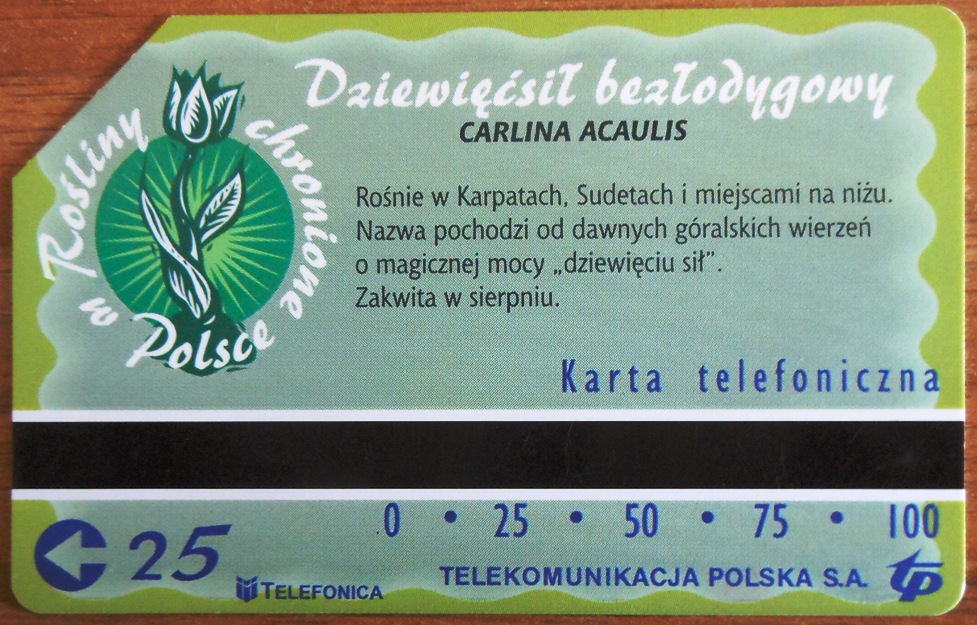 Rośliny chronione w Polsce
Dziewięćsił bezłodygowy
CARLINA ACAULIS
Rośnie w Karpatach, Sudetach i miejscami na niżu.
Nazwa pochodzi od dawnych góralskich wierzeń
o magicznej mocy „dziewięciu sił”.
Zakwita w sierpniu.
Karta telefoniczna
0 • 25 • 50 • 75 • 100
25
TELEFONICA
TELEKOMUNIKACJA POLSKA S.A.
tp